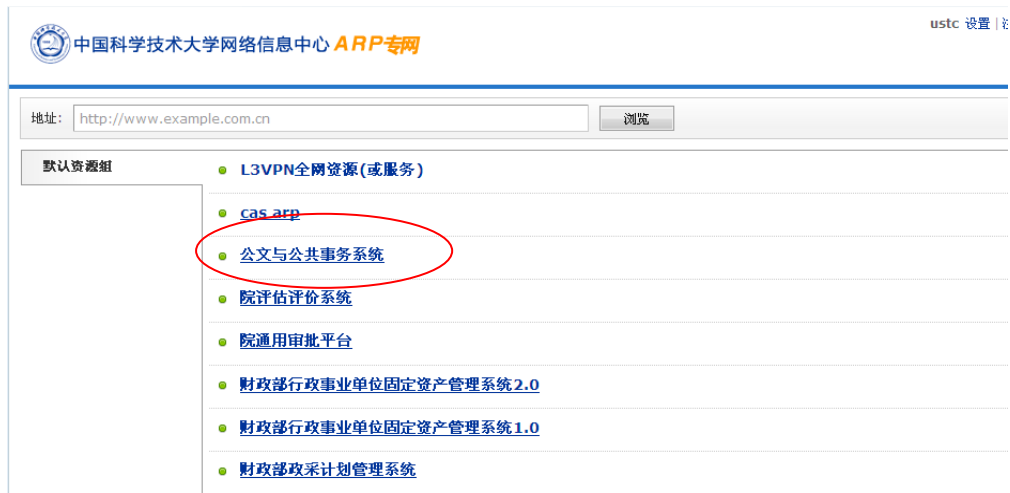 中国科学技术大学网络信息中心 ARP专网
ustc 设置 |
地址: http://www.example.com.cn 浏览
默认资源组
L3VPN全网资源(或服务)
cas arp
公文与公共事务系统
院评估评价系统
院通用审批平台
财政部行政事业单位固定资产管理系统2.0
财政部行政事业单位固定资产管理系统1.0
财政部政采计划管理系统